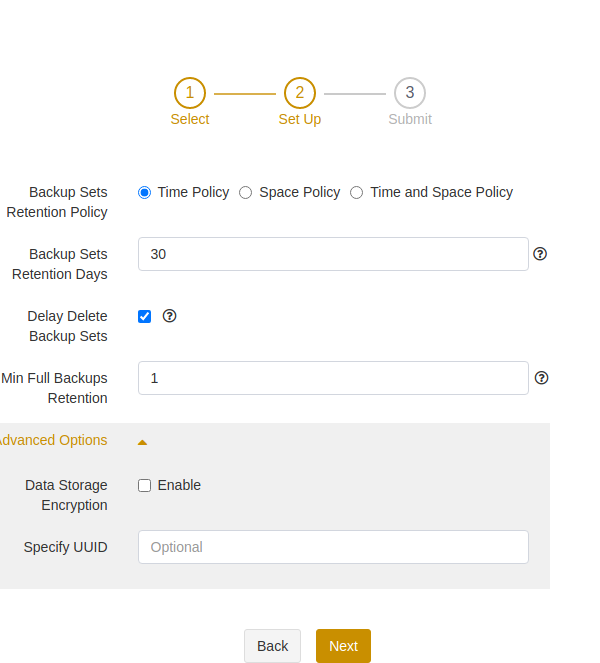 1 2 3
Select Set Up Submit
Backup Sets
Retention Policy
Time Policy Space Policy Time and Space Policy
Backup Sets
Retention Days
30
Delay Delete
Backup Sets
Min Full Backups
Retention
1
Advanced Options
Data Storage
Encryption
Enable
Specify UUID
Optional
Back Next